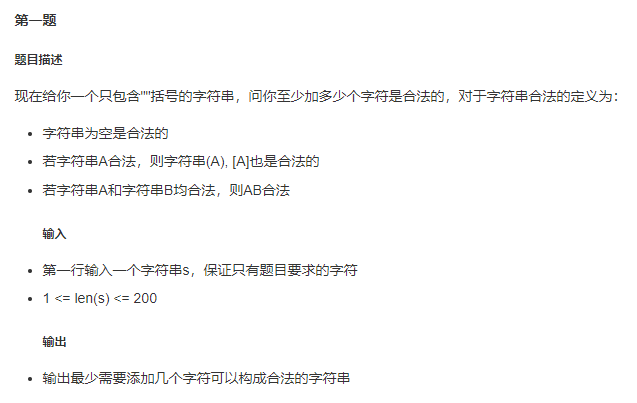 第一题
题目描述
现在给你一个只包含“”括号的字符串，问你至少加多少个字符是合法的，对于字符串合法的定义为：
• 字符串为空是合法的
• 若字符串A合法，则字符串(A), [A]也是合法的
• 若字符串A和字符串B均合法，则AB合法
输入
• 第一行输入一个字符串s，保证只有题目要求的字符
• 1 <= len(s) <= 200
输出
• 输出最少需要添加几个字符可以构成合法的字符串